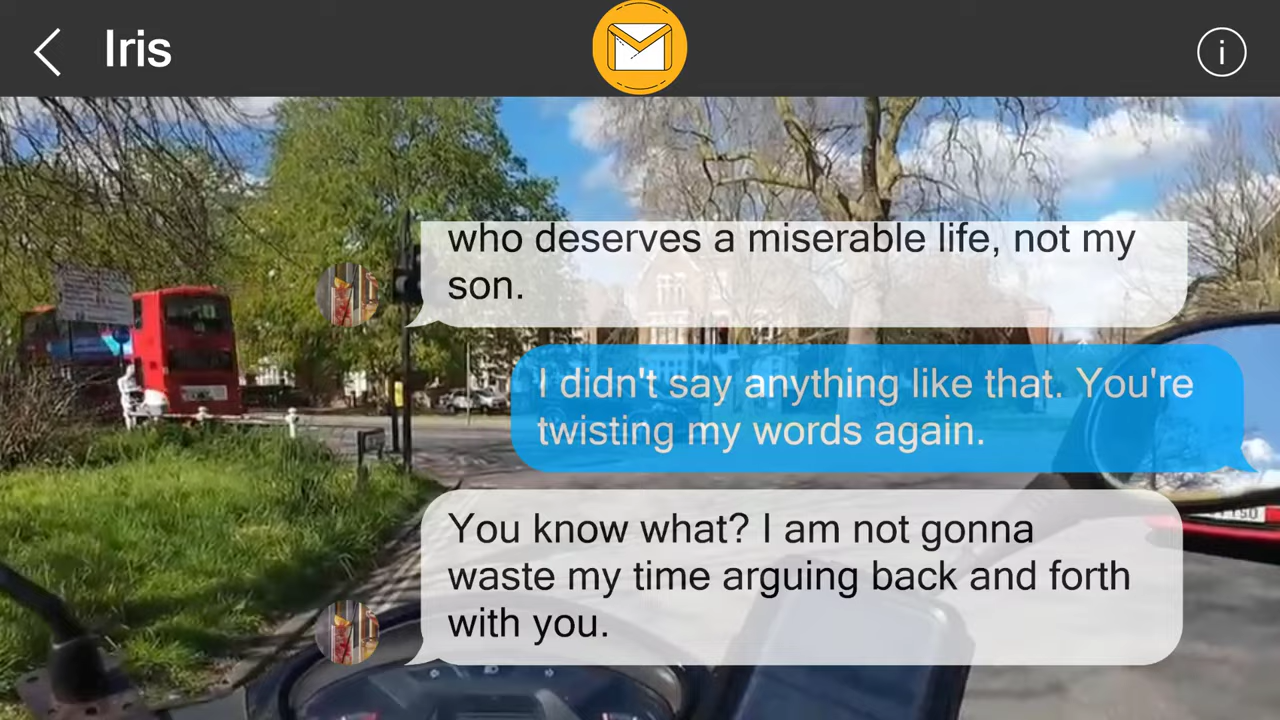 Iris
i
who deserves a miserable life, not my
son.
I didn't say anything like that. You're
twisting my words again.
You know what? I am not gonna
waste my time arguing back and forth
with you.